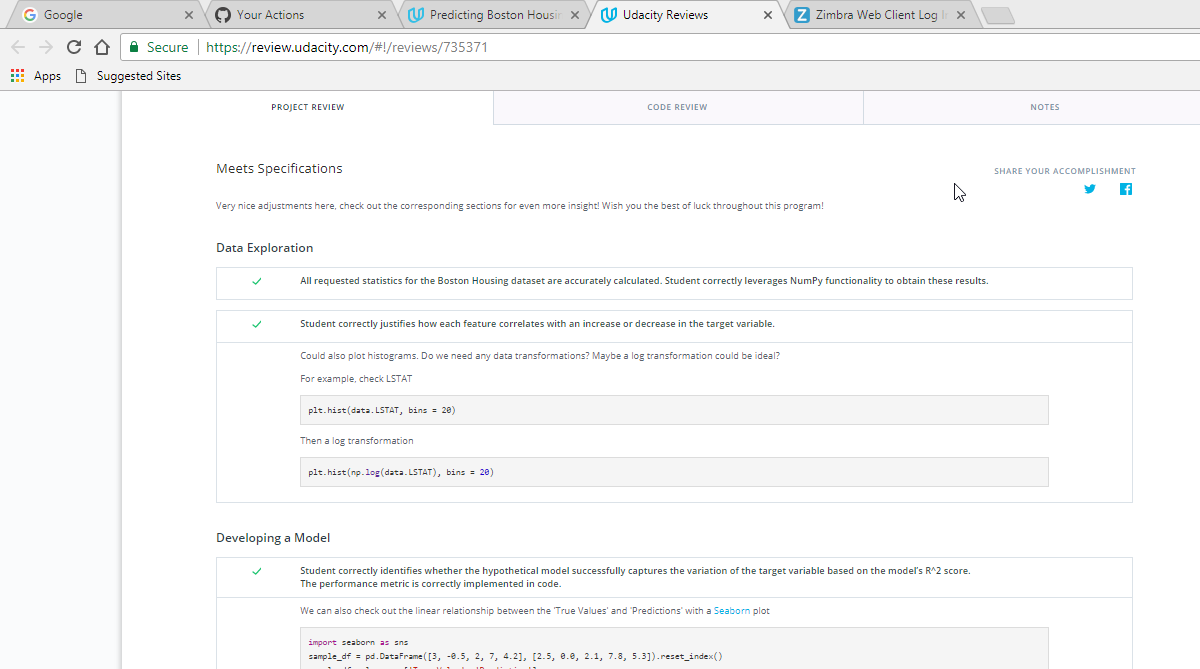 Google
Your Actions
Predicting Boston Housin
Udacity Reviews
Zimbra Web Client Log I
Secure
https://review.udacity.com/#!/reviews/735371
Apps
Suggested Sites
PROJECT REVIEW
CODE REVIEW
NOTES
Meets Specifications
SHARE YOUR ACCOMPLISHMENT
Very nice adjustments here, check out the corresponding sections for even more insight! Wish you the best of luck throughout this program!
Data Exploration
All requested statistics for the Boston Housing dataset are accurately calculated. Student correctly leverages NumPy functionality to obtain these results.
Student correctly justifies how each feature correlates with an increase or decrease in the target variable.
Could also plot histograms. Do we need any data transformations? Maybe a log transformation could be ideal?
For example, check LSTAT
plt.hist(data.LSTAT, bins = 20)
Then a log transformation
plt.hist(np.log(data.LSTAT), bins = 20)
Developing a Model
Student correctly identifies whether the hypothetical model successfully captures the variation of the target variable based on the model's R^2 score.
The performance metric is correctly implemented in code.
We can also check out the linear relationship between the 'True Values' and 'Predictions' with a Seaborn plot
import seaborn as sns
sample_df = pd.DataFrame([3, -0.5, 2, 7, 4.2], [2.5, 0.0, 2.1, 7.8, 5.3]).reset_index()